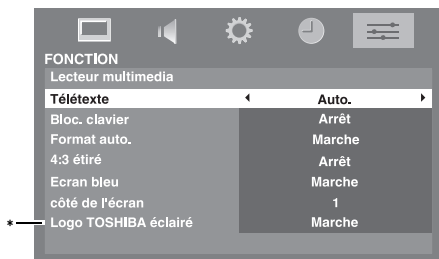 FONCTION
Lecteur multimedia
Télétexte Auto.
Bloc. clavier Arrêt
Format auto. Marche
4:3 étiré Arrêt
Ecran bleu Marche
côté de l'écran 1
* Logo TOSHIBA éclairé Marche